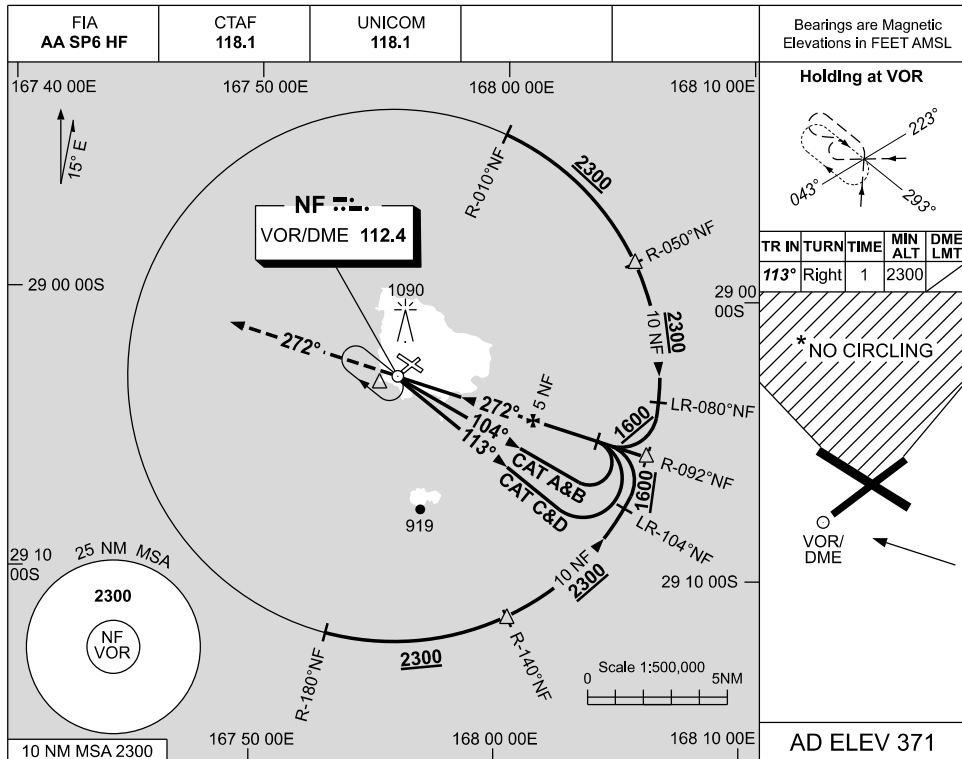 FIA
AA SP6 HF
CTAF
118.1
UNICOM
118.1
Bearings are Magnetic
Elevations in FEET AMSL
167 40 00E
167 50 00E
168 00 00E
168 10 00E
15° E
NF
VOR/DME 112.4
R-010°NF
2300
R-050°NF
29 00 00S
29 00
00S
1090
2300
10 NF
272°
272°
5 NF
LR-080°NF
104°
113°
1600
CAT A&B
CAT C&D
R-092°NF
1600
LR-104°NF
919
10 NF
2300
29 10
00S
29 10 00S
25 NM MSA
2300
NF
VOR
R-180°NF
2300
R-140°NF
Scale 1:500,000
0 5NM
10 NM MSA 2300
167 50 00E
168 00 00E
168 10 00E
Holding at VOR
223°
043°
293°
TR IN TURN TIME MIN ALT DME LMT
113° Right 1 2300
* NO CIRCLING
VOR/
DME
AD ELEV 371